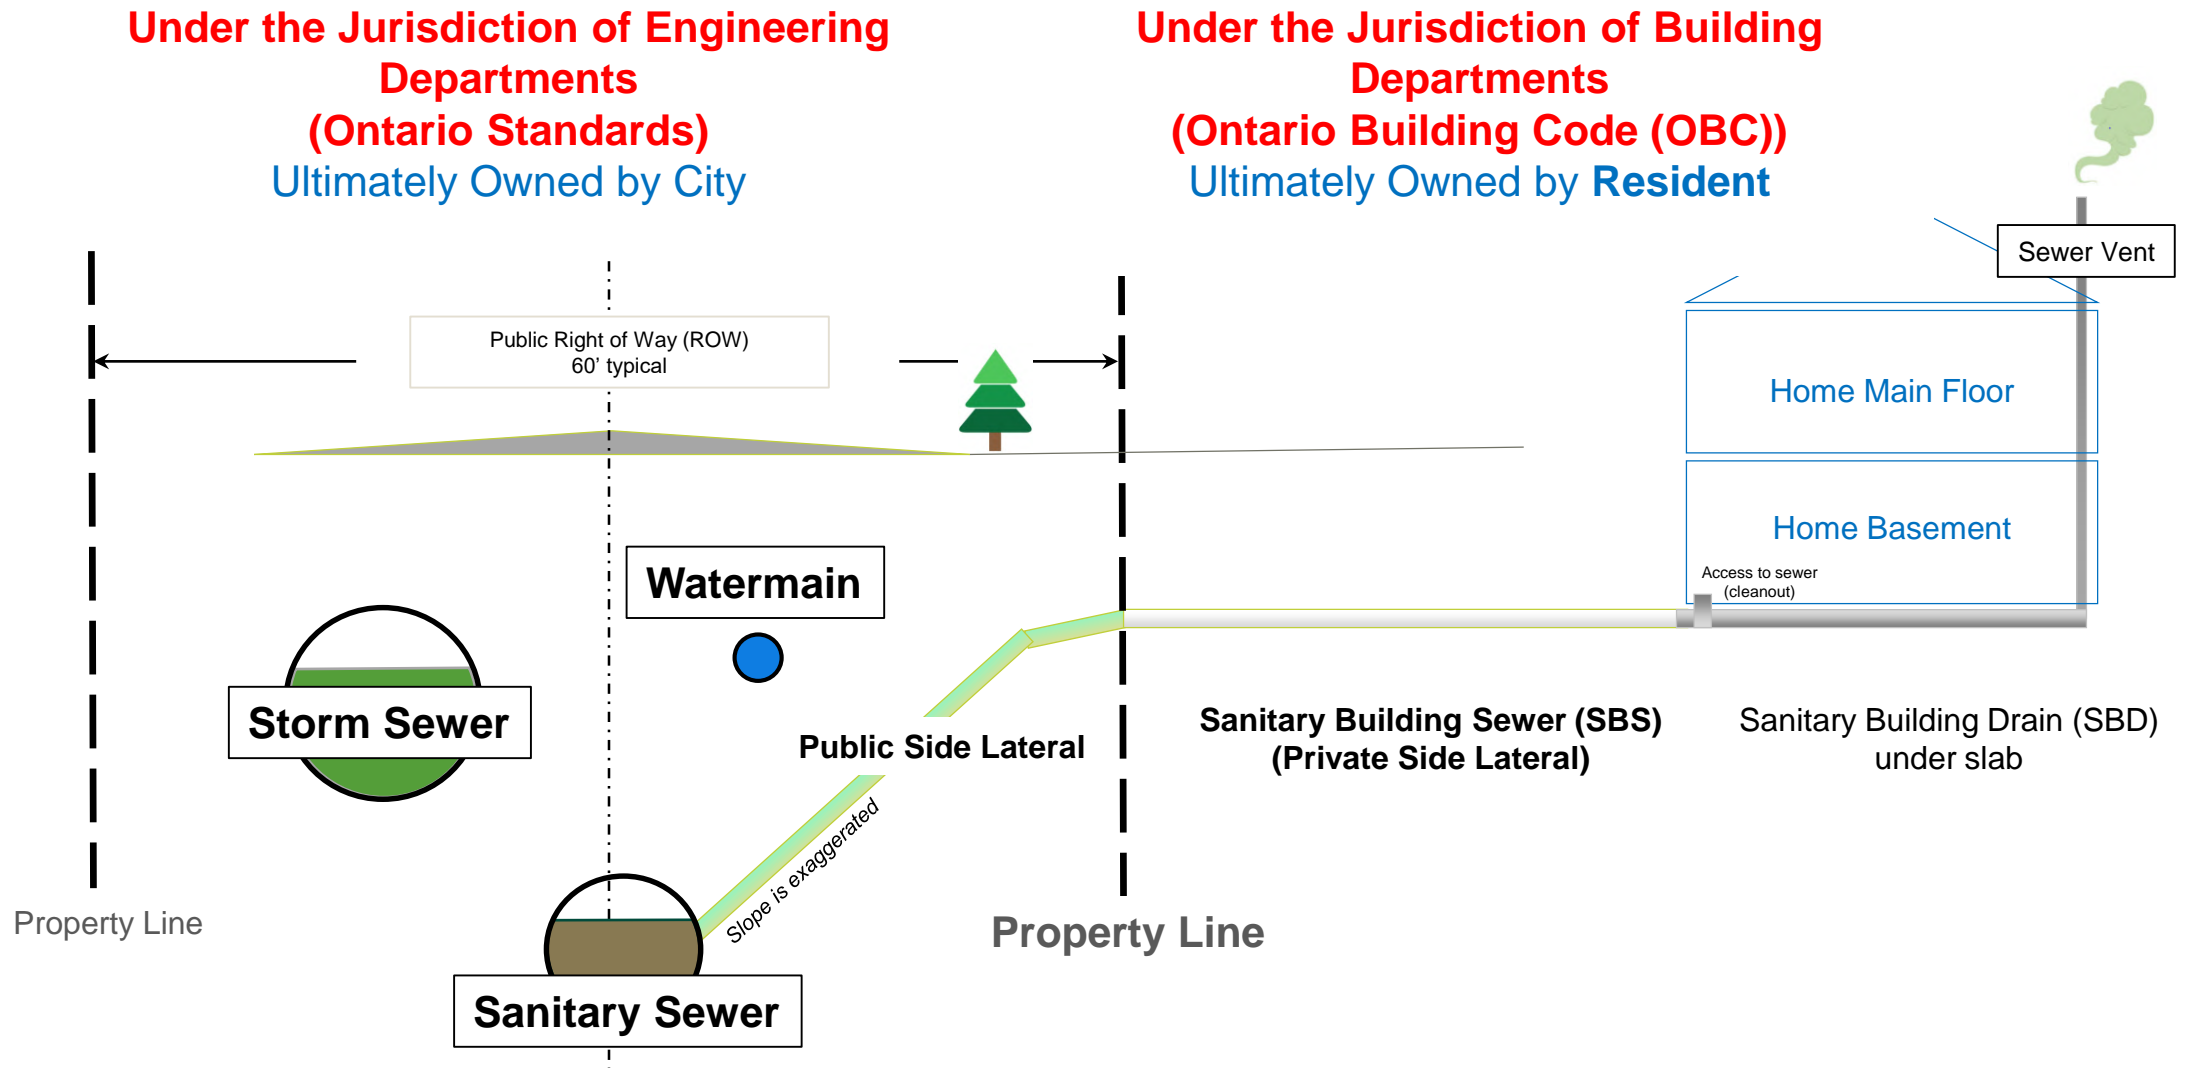 Under the Jurisdiction of Engineering
Departments
(Ontario Standards)
Ultimately Owned by City
Under the Jurisdiction of Building
Departments
(Ontario Building Code (OBC))
Ultimately Owned by Resident
Sewer Vent
Public Right of Way (ROW)
60’ typical
Home Main Floor
Home Basement
Access to sewer
(cleanout)
Watermain
Storm Sewer
Public Side Lateral
Sanitary Building Sewer (SBS)
(Private Side Lateral)
Sanitary Building Drain (SBD)
under slab
Slope is exaggerated
Property Line
Property Line
Sanitary Sewer